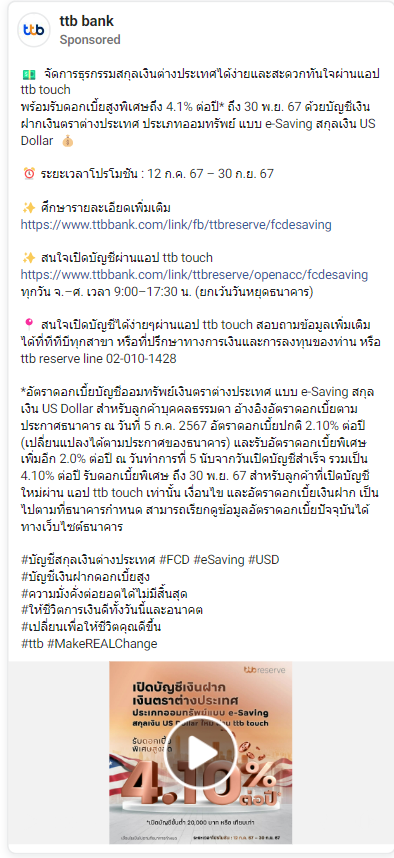 ttb bank
Sponsored
ttb
💵 จัดการธุรกรรมสกุลเงินต่างประเทศได้ง่ายและสะดวกทันใจผ่านแอป
ttb touch
พร้อมรับดอกเบี้ยสูงพิเศษถึง 4.1% ต่อปี* ถึง 30 พ.ย. 67 ด้วยบัญชีเงิน
ฝากเงินตราต่างประเทศ ประเภทออมทรัพย์ แบบ e-Saving สกุลเงิน US
Dollar 💰
⏰ ระยะเวลาโปรโมชัน : 12 ก.ค. 67 – 30 ก.ย. 67
✨ ศึกษารายละเอียดเพิ่มเติม
https://www.ttbbank.com/link/fb/ttbreserve/fcdesaving
✨ สนใจเปิดบัญชีผ่านแอป ttb touch
https://www.ttbbank.com/link/ttbreserve/openacc/fcdesaving
ทุกวัน จ.–ศ. เวลา 9:00–17:30 น. (ยกเว้นวันหยุดธนาคาร)
📍 สนใจเปิดบัญชีได้ง่ายๆผ่านแอป ttb touch สอบถามข้อมูลเพิ่มเติม
ได้ที่ทีทีบีทุกสาขา หรือที่ปรึกษาทางการเงินและการลงทุนของท่าน หรือ
ttb reserve line 02-010-1428
*อัตราดอกเบี้ยบัญชีออมทรัพย์เงินตราต่างประเทศ แบบ e-Saving สกุล
เงิน US Dollar สำหรับลูกค้าบุคคลธรรมดา อ้างอิงอัตราดอกเบี้ยตาม
ประกาศธนาคาร ณ วันที่ 5 ก.ค. 2567 อัตราดอกเบี้ยปกติ 2.10% ต่อปี
(เปลี่ยนแปลงได้ตามประกาศของธนาคาร) และรับอัตราดอกเบี้ยพิเศษ
เพิ่มอีก 2.0% ต่อปี ณ วันทำการที่ 5 นับจากวันเปิดบัญชีสำเร็จ รวมเป็น
4.10% ต่อปี รับดอกเบี้ยพิเศษ ถึง 30 พ.ย. 67 สำหรับลูกค้าที่เปิดบัญชี
ใหม่ผ่าน แอป ttb touch เท่านั้น เงื่อนไข และอัตราดอกเบี้ยเงินฝาก เป็น
ไปตามที่ธนาคารกำหนด สามารถเรียกดูข้อมูลอัตราดอกเบี้ยปัจจุบันได้
ทางเว็บไซต์ธนาคาร
#บัญชีสกุลเงินต่างประเทศ #FCD #eSaving #USD
#บัญชีเงินฝากดอกเบี้ยสูง
#ความมั่งคั่งต่อยอดได้ไม่มีสิ้นสุด
#ให้ชีวิตการเงินดีทั้งวันนี้และอนาคต
#เปลี่ยนเพื่อให้ชีวิตคุณดีขึ้น
#ttb #MakeREALChange
ttbreserve
เปิดบัญชีเงินฝาก
เงินตราต่างประเทศ
ประเภทออมทรัพย์แบบ e-Saving
สกุลเงิน US Dollar ใหม่ ผ่าน ttb touch
รับดอกเบี้ย
พิเศษสูงสุด
4.10%
ต่อปี
*เปิดบัญชีขั้นต่ำ 20,000 บาท หรือ เทียบเท่า
ระยะเวลาโปรโมชัน : 12 ก.ค. 67 – 30 ก.ย. 67